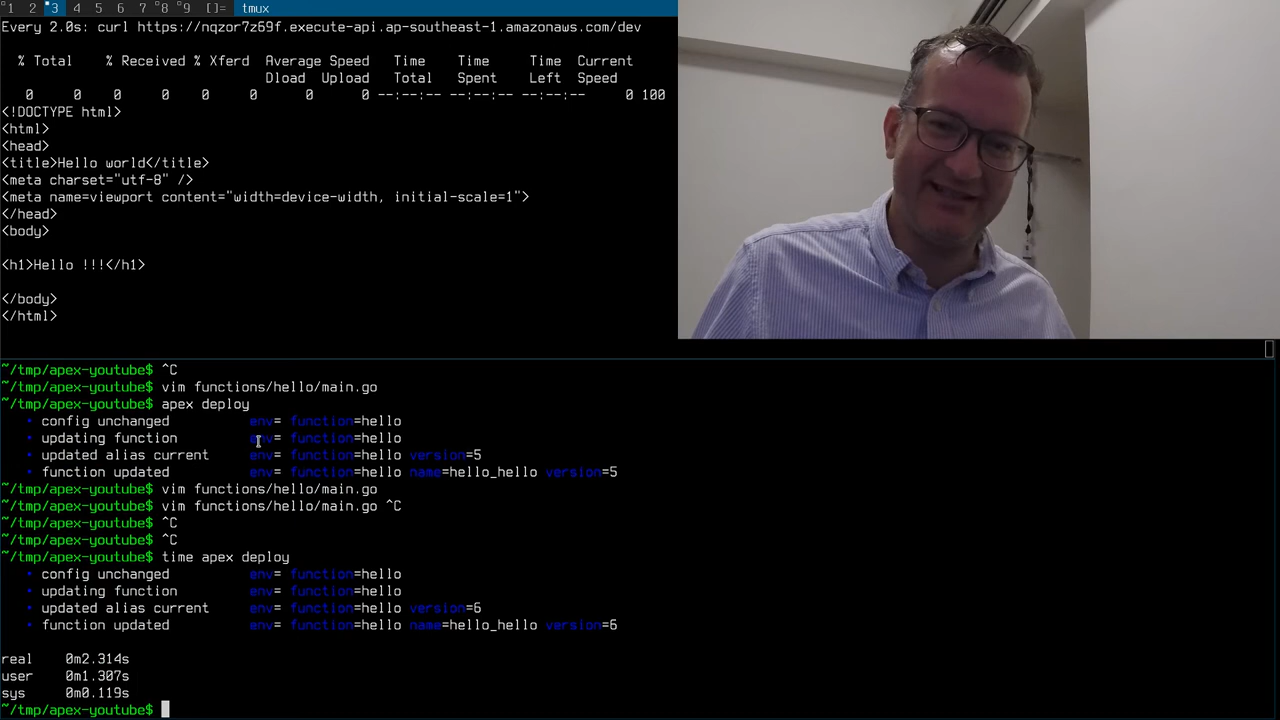 1 2 3 4 5 6 7 8 9 []= tmux
Every 2.0s: curl https://nqzor7z69f.execute-api.ap-southeast-1.amazonaws.com/dev
% Total % Received % Xferd Average Speed Time Time Time Current
Dload Upload Total Spent Left Speed
0 0 0 0 0 0 0 0 --:--:-- --:--:-- --:--:-- 0 100
<!DOCTYPE html>
<html>
<head>
<title>Hello world</title>
<meta charset="utf-8" />
<meta name=viewport content="width=device-width, initial-scale=1">
</head>
<body>
<h1>Hello !!!</h1>
</body>
</html>
~/tmp/apex-youtube$ ^C
~/tmp/apex-youtube$ vim functions/hello/main.go
~/tmp/apex-youtube$ apex deploy
• config unchanged env= function=hello
• updating function env= function=hello
• updated alias current env= function=hello version=5
• function updated env= function=hello name=hello_hello version=5
~/tmp/apex-youtube$ vim functions/hello/main.go
~/tmp/apex-youtube$ vim functions/hello/main.go ^C
~/tmp/apex-youtube$ ^C
~/tmp/apex-youtube$ ^C
~/tmp/apex-youtube$ time apex deploy
• config unchanged env= function=hello
• updating function env= function=hello
• updated alias current env= function=hello version=6
• function updated env= function=hello name=hello_hello version=6
real 0m2.314s
user 0m1.307s
sys 0m0.119s
~/tmp/apex-youtube$